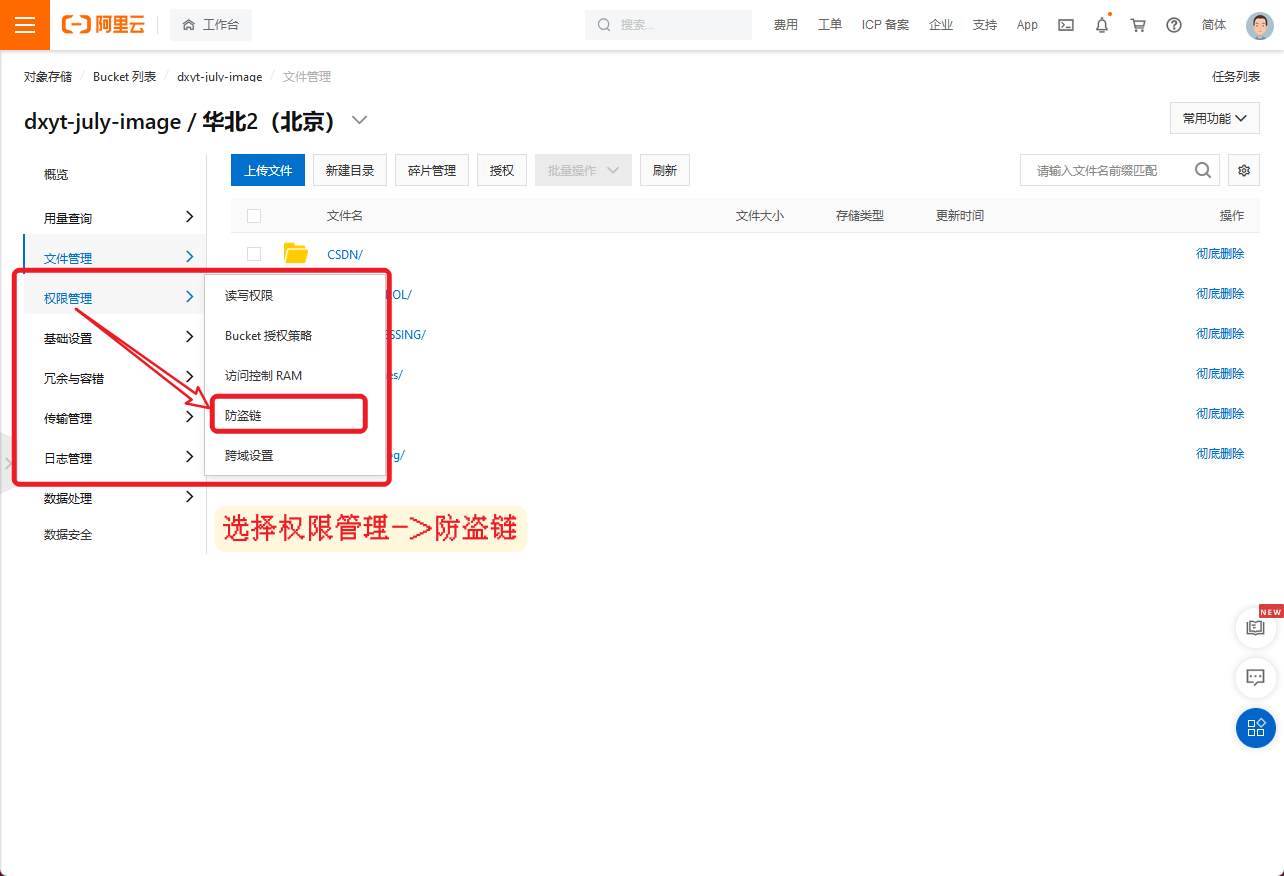 阿里云 工作台 搜索... 费用 工单 ICP 备案 企业 支持 App 简体
对象存储 / Bucket 列表 / dxyt-july-image / 文件管理 任务列表
dxyt-july-image / 华北2（北京） 常用功能
上传文件 新建目录 碎片管理 授权 批量操作 刷新 请输入文件名前缀匹配
概览
文件名 文件大小 存储类型 更新时间 操作
用量查询
文件管理 CSDN/ 彻底删除
权限管理 读写权限 OL/ 彻底删除
基础设置 Bucket 授权策略 SSING/ 彻底删除
冗余与容错 访问控制 RAM es/ 彻底删除
传输管理 防盗链 彻底删除
日志管理 跨域设置 g/ 彻底删除
数据处理
选择权限管理->防盗链
数据安全
NEW